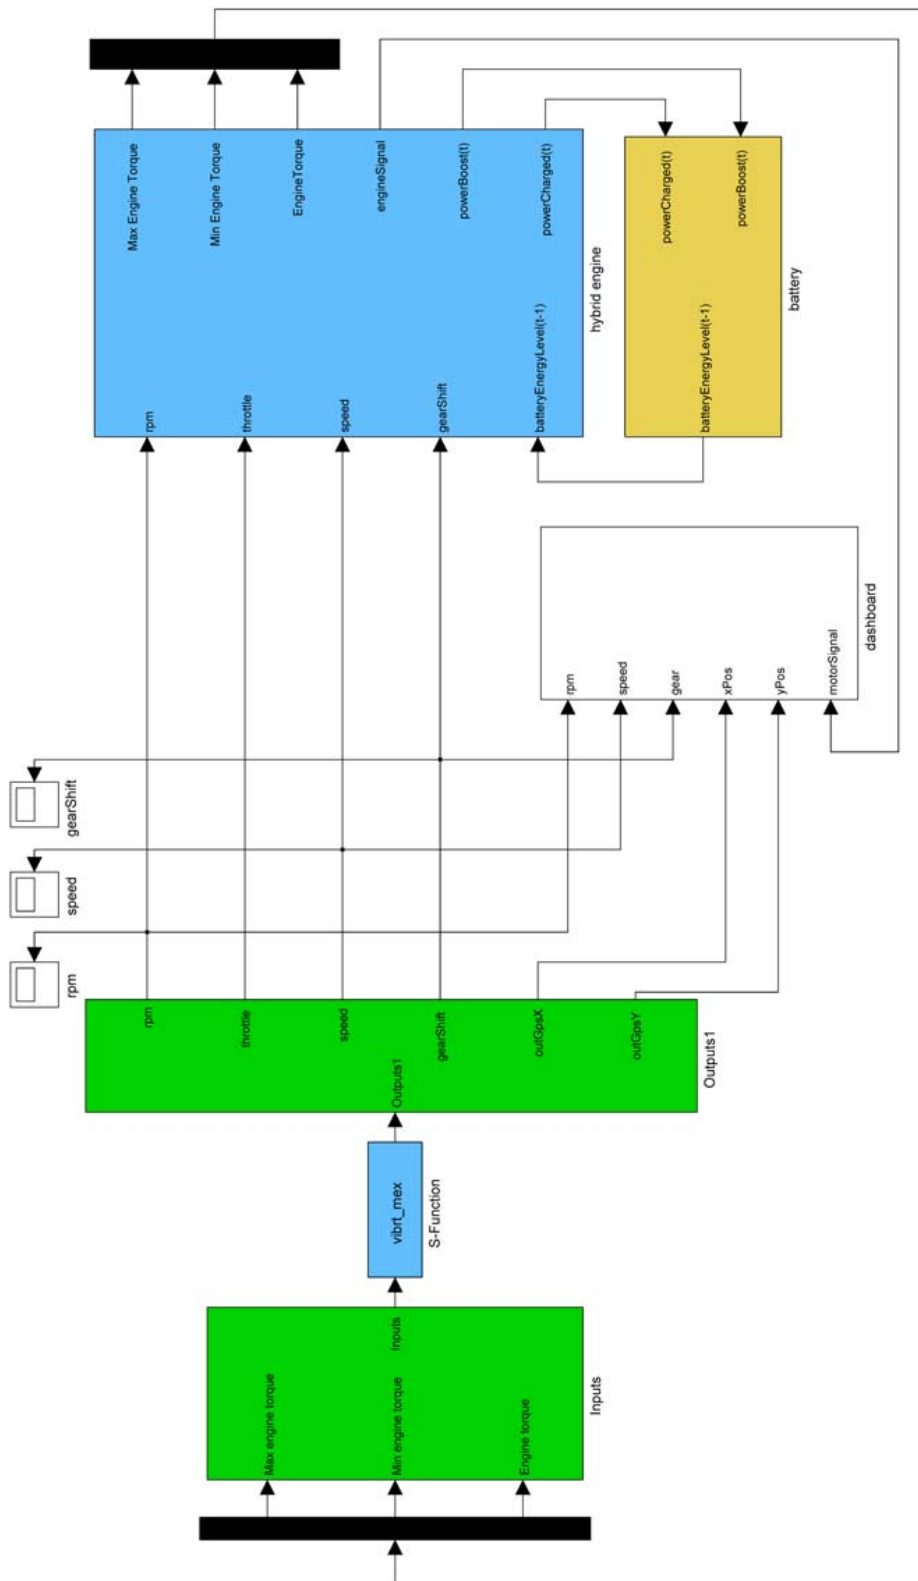 Max engine torque
Min engine torque
Engine torque
Inputs
Inputs
vibrt_mex
S-Function
Outputs1
rpm
throttle
speed
gearShift
outGpsX
outGpsY
Outputs1
rpm
speed
gearShift
rpm
speed
gear
xPos
yPos
motorSignal
dashboard
rpm
throttle
speed
gearShift
batteryEnergyLevel(t-1)
Max Engine Torque
Min Engine Torque
EngineTorque
engineSignal
powerBoost(t)
powerCharged(t)
hybrid engine
batteryEnergyLevel(t-1)
powerCharged(t)
powerBoost(t)
battery